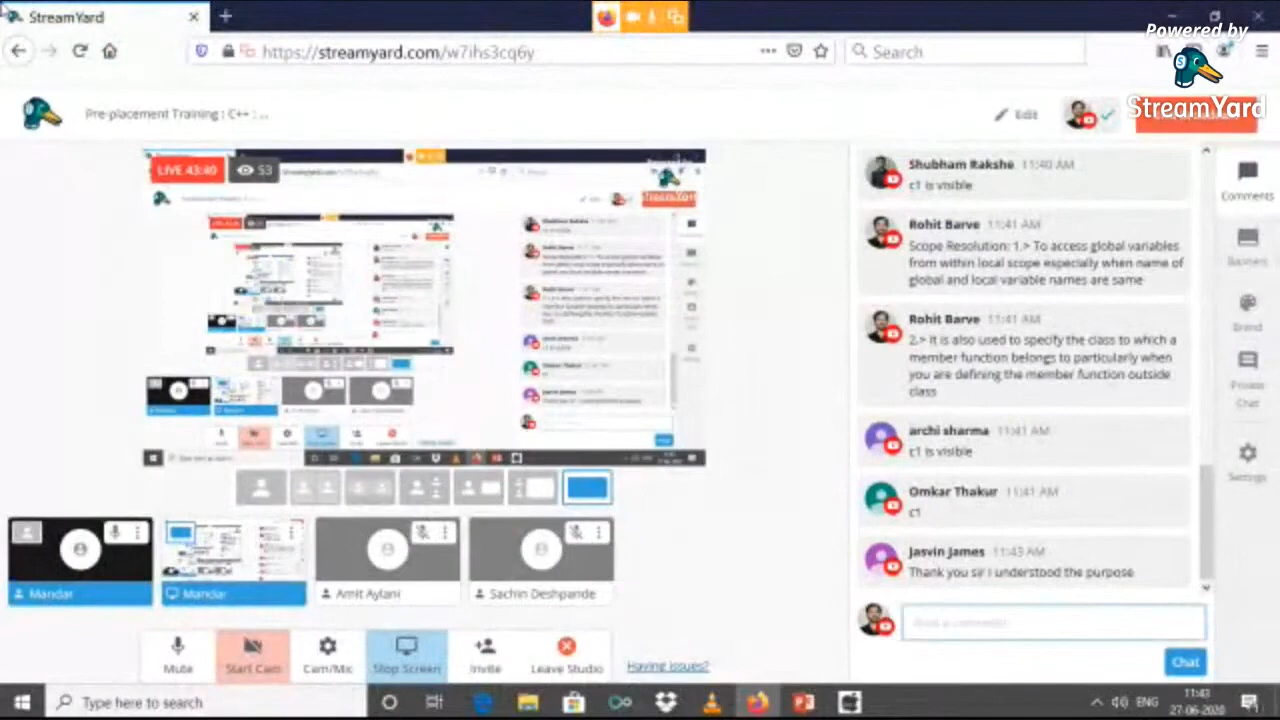 StreamYard
https://streamyard.com/w7ihs3cq6y
Search
Powered by
StreamYard
Pre-placement Training : C++ : ...
Edit
LIVE 43:40
53
Shubham Rakshe 11:40 AM
c1 is visible
Rohit Barve 11:41 AM
Scope Resolution: 1.> To access global variables
from within local scope especially when name of
global and local variable names are same
Rohit Barve 11:41 AM
2.> It is also used to specify the class to which a
member function belongs to particularly when
you are defining the member function outside
class
archi sharma 11:41 AM
c1 is visible
Omkar Thakur 11:41 AM
c1
Jasvin James 11:43 AM
Thank you sir i understood the purpose
Chat
Comments
Banners
Brand
Private
Chat
Settings
Mandar
Mandar
Amit Aylani
Sachin Deshpande
Mute
Start Cam
Cam/Mic
Stop Screen
Invite
Leave Studio
Having issues?
Type here to search
ENG
11:43
27-06-2020